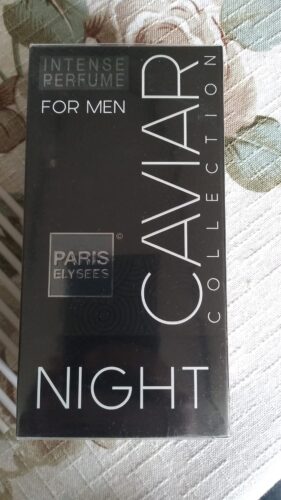 INTENSE
PERFUME
FOR MEN
CAVIAR
COLLECTION
©
PARIS
ELYSEES
NIGHT